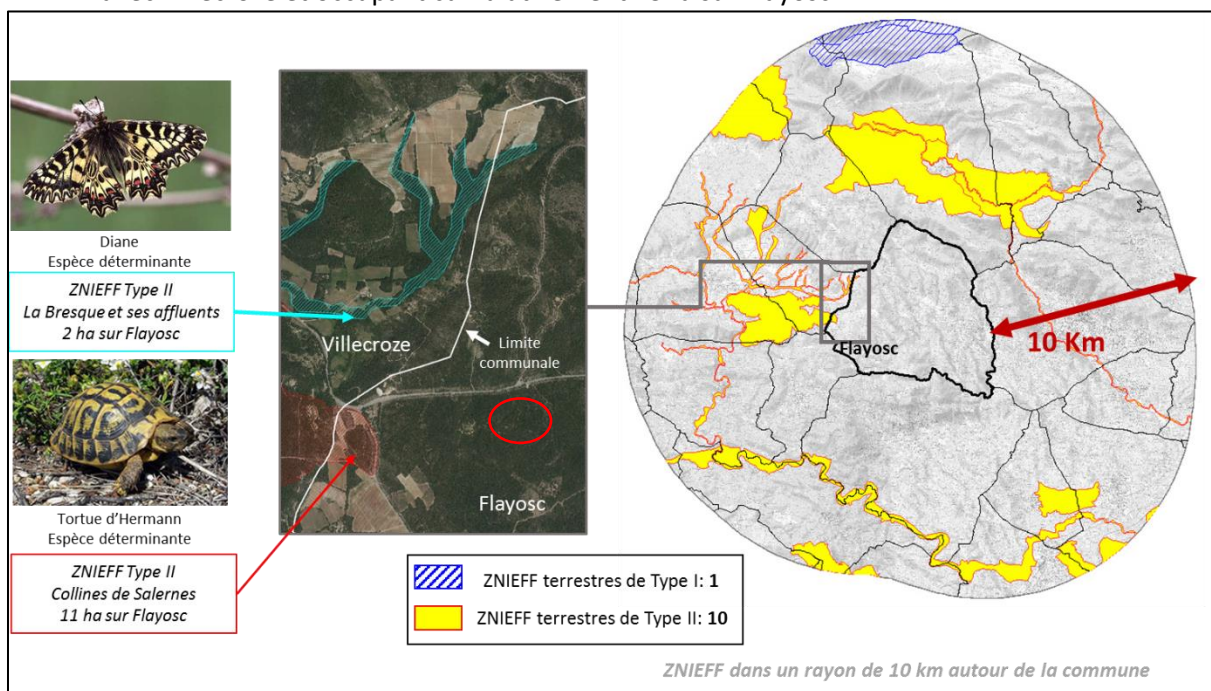 Diane
Espèce déterminante
ZNIEFF Type II
La Bresque et ses affluents
2 ha sur Flayosc
Tortue d'Hermann
Espèce déterminante
ZNIEFF Type II
Collines de Salernes
11 ha sur Flayosc
Villecroze
Limite
communale
Flayosc
Flayosc
10 Km
ZNIEFF terrestres de Type I: 1
ZNIEFF terrestres de Type II: 10
ZNIEFF dans un rayon de 10 km autour de la commune